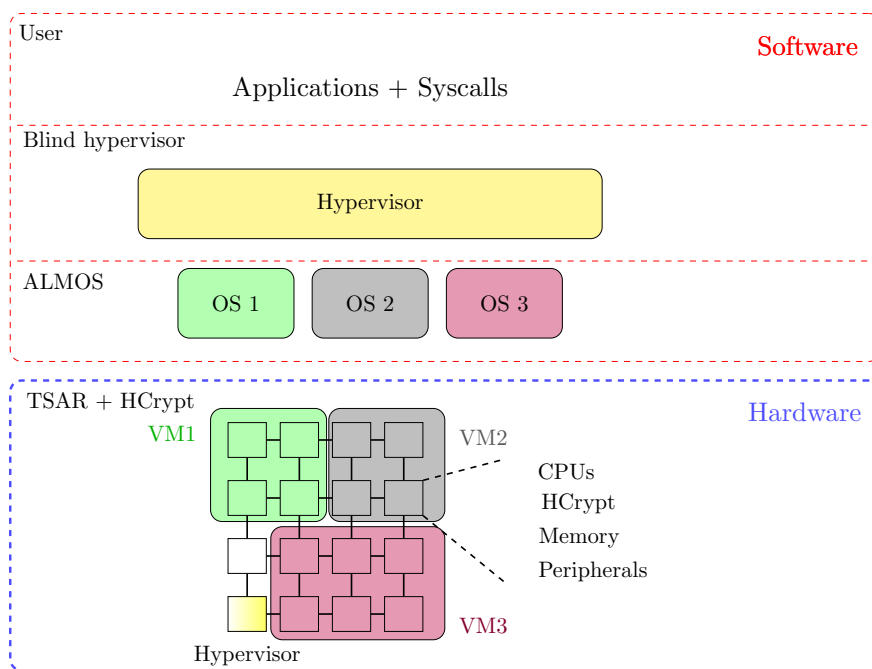 User
Software
Applications + Syscalls
Blind hypervisor
Hypervisor
ALMOS
OS 1
OS 2
OS 3
TSAR + HCrypt
Hardware
VM1
VM2
CPUs
HCrypt
Memory
Peripherals
VM3
Hypervisor